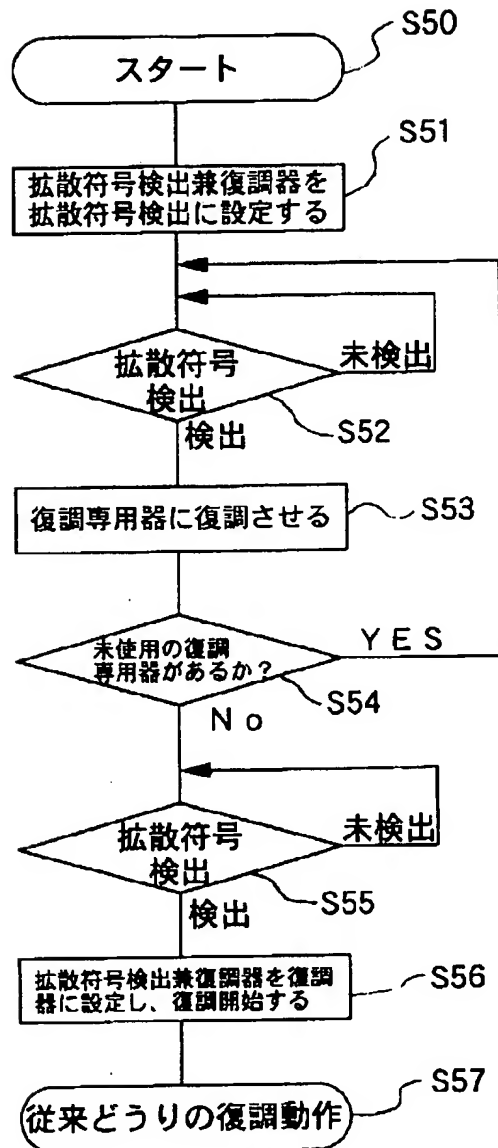 S50
スタート
S51
拡散符号検出兼復調器を
拡散符号検出に設定する
拡散符号
検出
未検出
検出
S52
復調専用器に復調させる
S53
未使用の復調
専用器があるか?
YES
S54
No
拡散符号
検出
未検出
検出
S55
拡散符号検出兼復調器を復調
器に設定し、復調開始する
S56
S57
従来どうりの復調動作